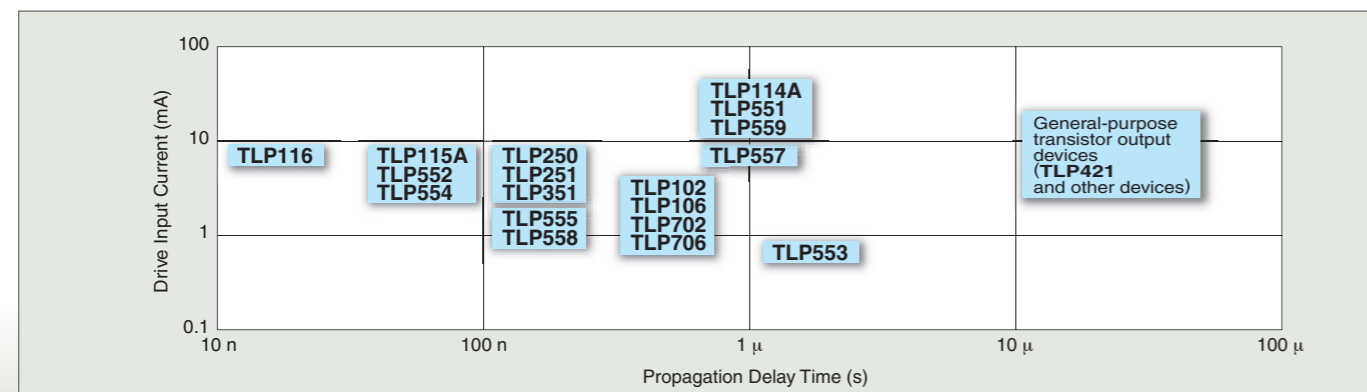 100
10
1
0.1
Drive Input Current (mA)
TLP116
TLP115A
TLP552
TLP554
TLP250
TLP251
TLP351
TLP555
TLP558
TLP102
TLP106
TLP702
TLP706
TLP114A
TLP551
TLP559
TLP557
TLP553
General-purpose
transistor output
devices
(TLP421
and other devices)
10 n
100 n
1 μ
10 μ
100 μ
Propagation Delay Time (s)